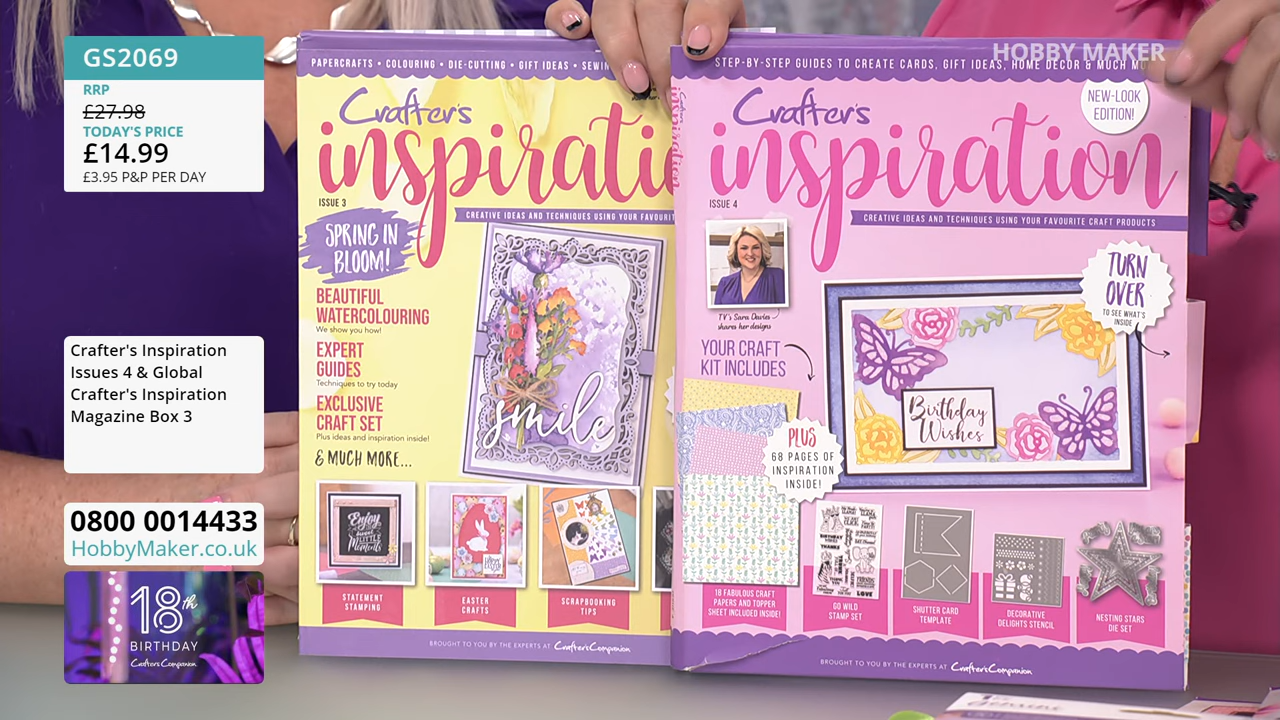 GS2069
RRP
£27.98
TODAY'S PRICE
£14.99
£3.95 P&P PER DAY
Crafter's Inspiration
Issues 4 & Global
Crafter's Inspiration
Magazine Box 3
0800 0014433
HobbyMaker.co.uk
18th
BIRTHDAY
Crafter's Companion
HOBBY MAKER
PAPERCRAFTS • COLOURING • DIE-CUTTING • GIFT IDEAS •
Crafter's
inspirati
ISSUE 3
CREATIVE IDEAS AND TECHNIQUES USING YOUR
SPRING IN
BLOOM!
BEAUTIFUL
WATERCOLOURING
We show you how!
EXPERT
GUIDES
Techniques to try today
EXCLUSIVE
CRAFT SET
Plus ideas and inspiration inside!
& MUCH MORE...
smile
Enjoy
LITTLE
Moments
STATEMENT
STAMPING
EASTER
CRAFTS
SCRAPBOOKING
TIPS
BROUGHT TO YOU BY THE EXPERTS AT Crafter's Companion
STEP-BY-STEP GUIDES TO CREATE CARDS, GIFT IDEAS, HOME DECOR & MUCH
NEW-LOOK
EDITION!
Crafter's
inspiration
inspiration
ISSUE 4
CREATIVE IDEAS AND TECHNIQUES USING YOUR FAVOURITE CRAFT PRODUCTS
TV's Sara Davies
shares her designs
TURN
OVER
TO SEE WHAT'S
INSIDE
YOUR CRAFT
KIT INCLUDES
Birthday
Wishes
PLUS
68 PAGES OF
INSPIRATION
INSIDE!
18 FABULOUS CRAFT
PAPERS AND TOPPER
SHEET INCLUDED INSIDE!
GO WILD
STAMP SET
SHUTTER CARD
TEMPLATE
DECORATIVE
DELIGHTS STENCIL
NESTING STARS
DIE SET
BROUGHT TO YOU BY THE EXPERTS AT Crafter's Companion